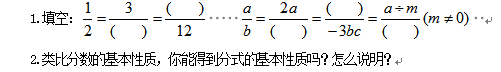 1.填空：1/2=3/(  )=(  )/12 ····· a/b=2a/(  )=(  )/-3bc=a÷m/(  )(m≠0) ··
2.类比分数的基本性质，你能得到分式的基本性质吗？怎么说明？